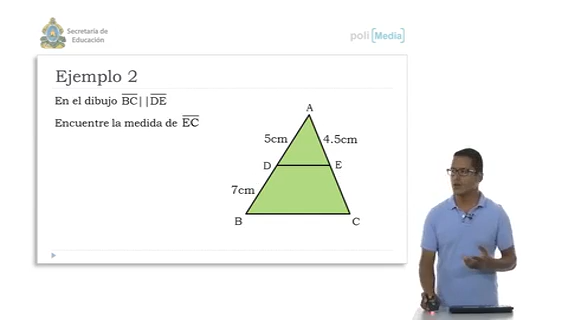 Secretaría de
Educación
poli [Media]
Ejemplo 2
En el dibujo BC||DE
Encuentre la medida de EC
A
5cm
4.5cm
D
E
7cm
B
C